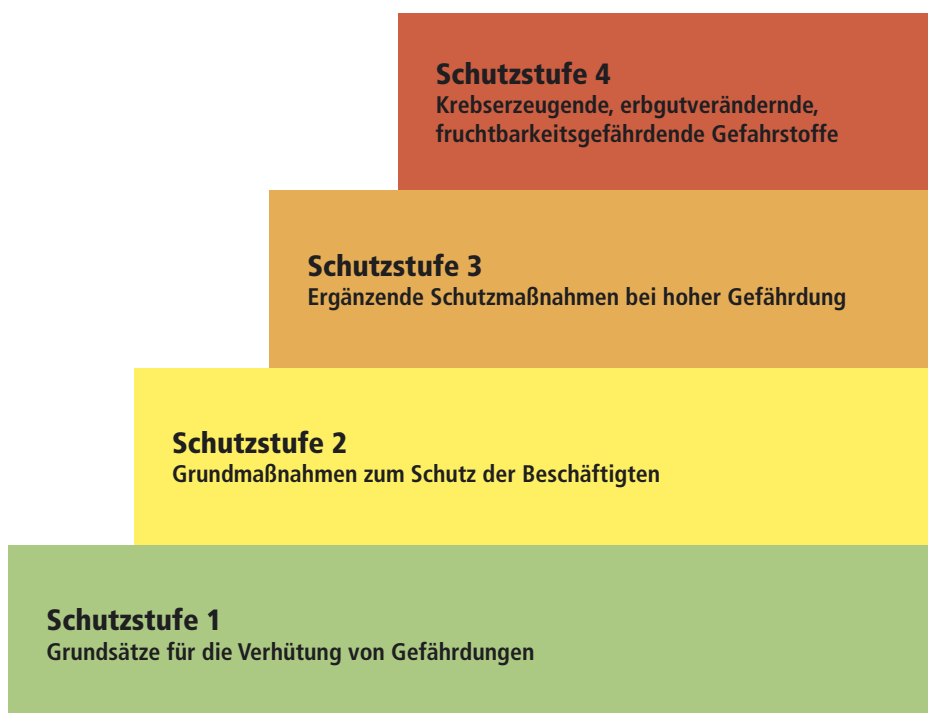 Schutzstufe 4
Krebserzeugende, erbgutverändernde,
fruchtbarkeitsgefährdende Gefahrstoffe
Schutzstufe 3
Ergänzende Schutzmaßnahmen bei hoher Gefährdung
Schutzstufe 2
Grundmaßnahmen zum Schutz der Beschäftigten
Schutzstufe 1
Grundsätze für die Verhütung von Gefährdungen